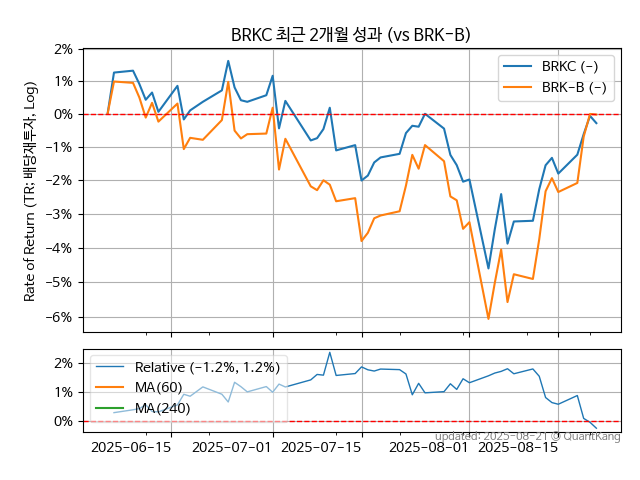 BRKC 최근 2개월 성과 (vs BRK-B)
2%
1%
0%
-1%
-2%
-3%
-4%
-5%
-6%
Rate of Return (TR: 배당재투자, Log)
BRKC (-)
BRK-B (-)
2%
1%
0%
Relative (-1.2%, 1.2%)
MA(60)
MA(240)
updated: 2025-08-21 © QuantKang
2025-06-15 2025-07-01 2025-07-15 2025-08-01 2025-08-15